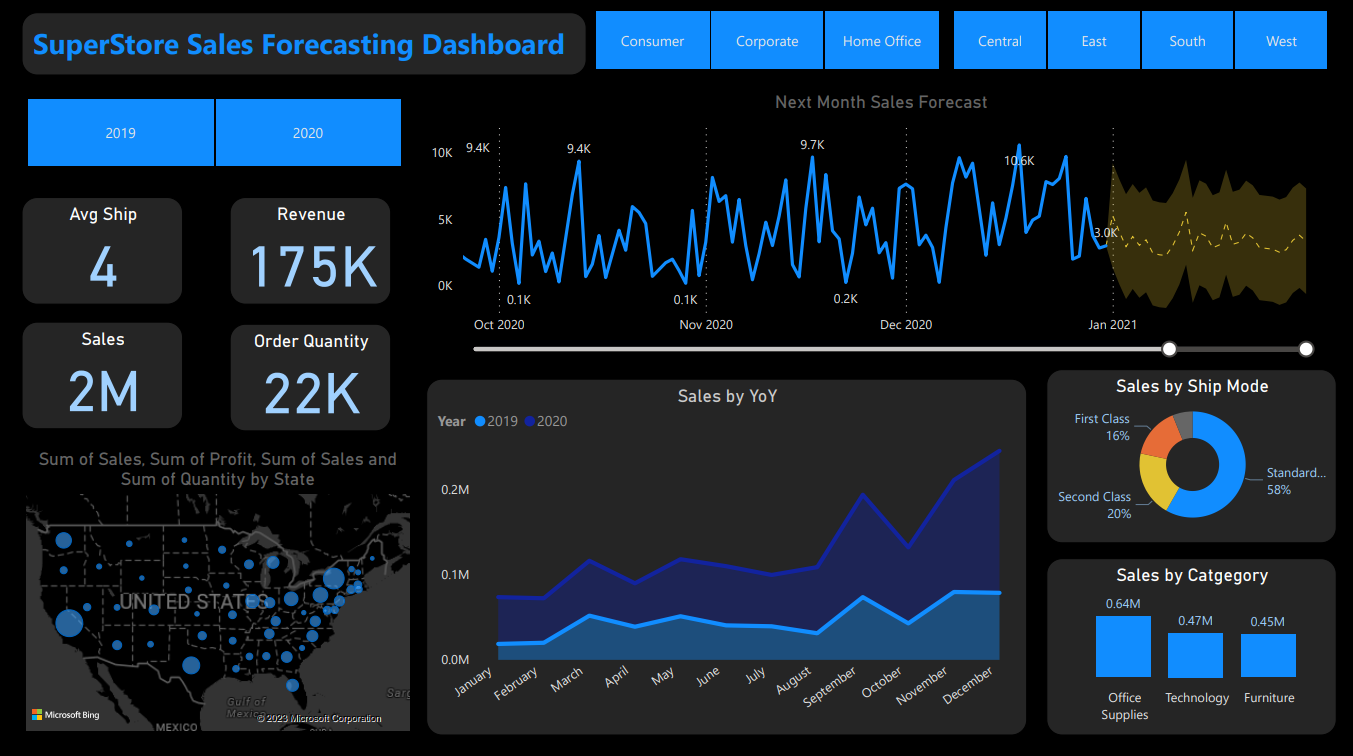 SuperStore Sales Forecasting Dashboard
Consumer
Corporate
Home Office
Central
East
South
West
2019
2020
Avg Ship
4
Revenue
175K
Sales
2M
Order Quantity
22K
Next Month Sales Forecast
10K
5K
0K
9.4K
9.4K
9.7K
10.6K
3.0K
0.1K
0.1K
0.2K
Oct 2020
Nov 2020
Dec 2020
Jan 2021
Sum of Sales, Sum of Profit, Sum of Sales and
Sum of Quantity by State
UNITED STATES
Gulf of
Mexico
MEXICO
Microsoft Bing
© 2023 Microsoft Corporation
Sales by YoY
Year 2019 2020
0.2M
0.1M
0.0M
January
February
March
April
May
June
July
August
September
October
November
December
Sales by Ship Mode
First Class
16%
Second Class
20%
Standard...
58%
Sales by Catgegory
0.64M
0.47M
0.45M
Office
Supplies
Technology
Furniture